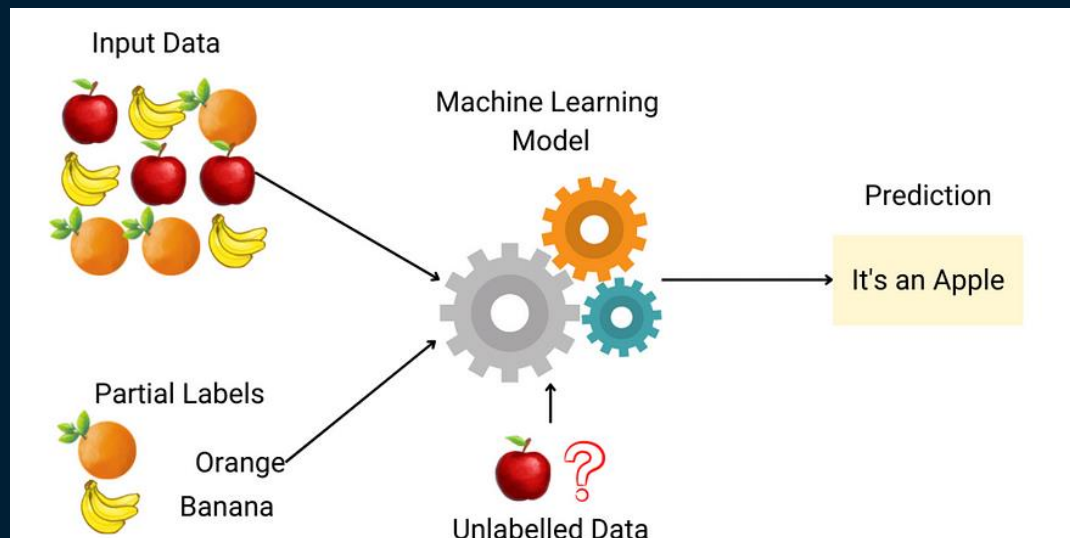 Input Data
Machine Learning
Model
Prediction
It's an Apple
Partial Labels
Orange
Banana
?
Unlabelled Data